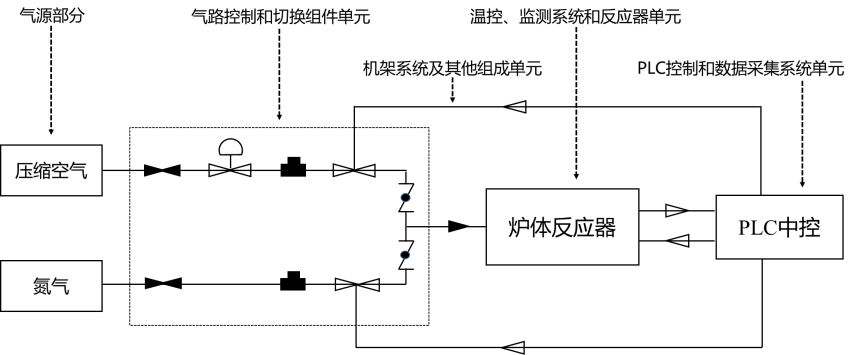 气源部分
气路控制和切换组件单元
温控、监测系统和反应器单元
机架系统及其他组成单元
PLC控制和数据采集系统单元
压缩空气
炉体反应器
PLC中控
氮气